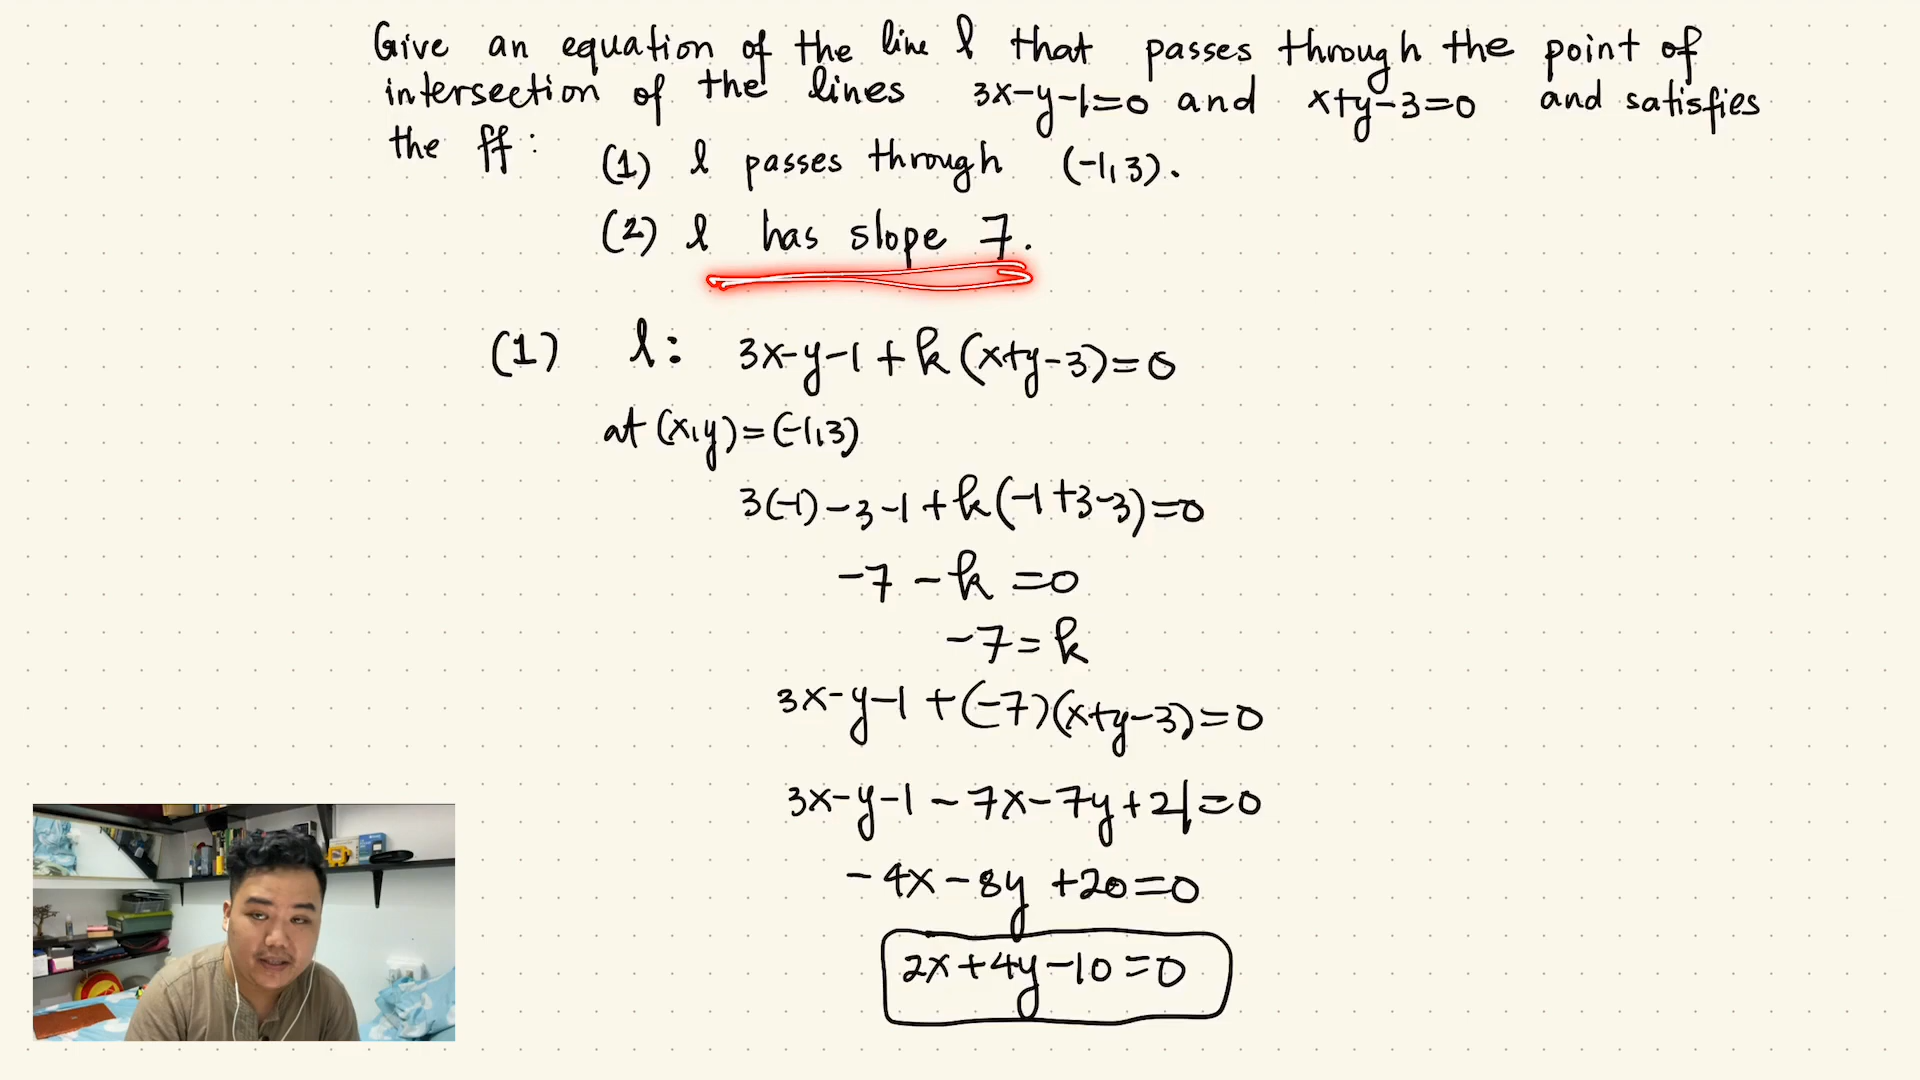 Give an equation of the line l that passes through the point of
intersection of the lines 3x-y-1=0 and x+y-3=0 and satisfies
the ff:
(1) l passes through (-1,3).
(2) l has slope 7.
(1) l: 3x-y-1+k(x+y-3)=0
at (x,y)=(-1,3)
3(-1)-3-1+k(-1+3-3)=0
-7-k=0
-7=k
3x-y-1+(-7)(x+y-3)=0
3x-y-1-7x-7y+21=0
-4x-8y+20=0
2x+4y-10=0